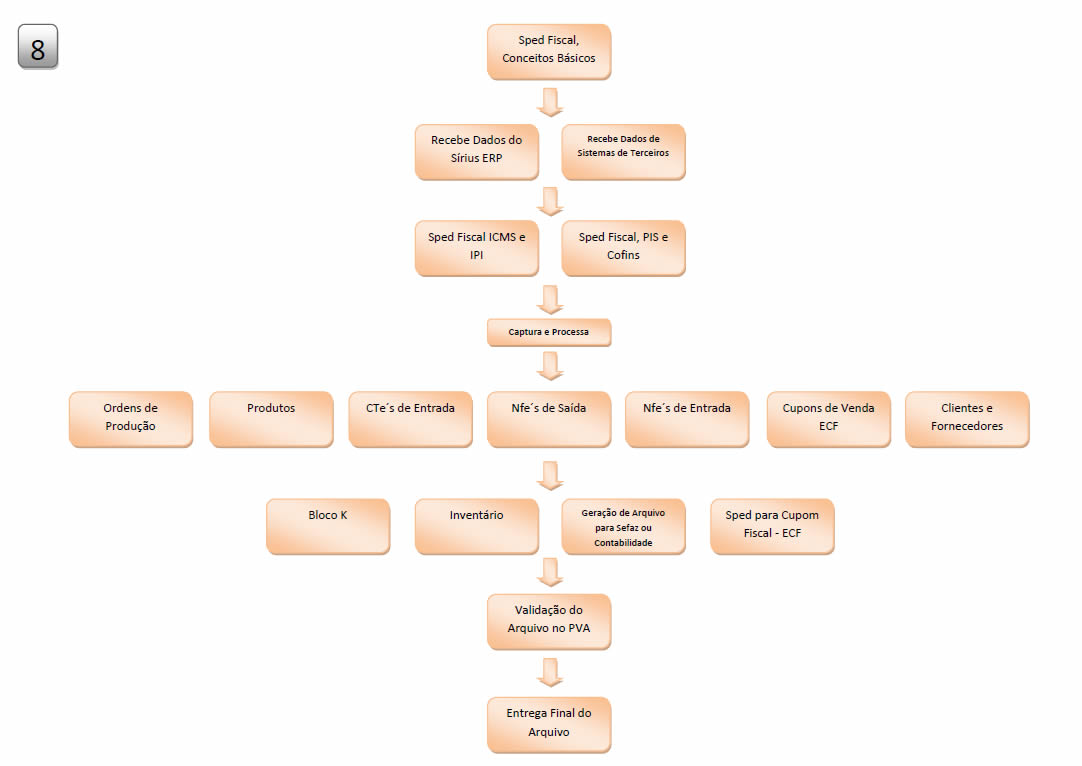 8
Sped Fiscal,
Conceitos Básicos
Recebe Dados do
Sírius ERP
Recebe Dados de
Sistemas de Terceiros
Sped Fiscal ICMS e
IPI
Sped Fiscal, PIS e
Cofins
Captura e Processa
Ordens de
Produção
Produtos
CTe´s de Entrada
Nfe´s de Saída
Nfe´s de Entrada
Cupons de Venda
ECF
Clientes e
Fornecedores
Bloco K
Inventário
Geração de Arquivo
para Sefaz ou
Contabilidade
Sped para Cupom
Fiscal - ECF
Validação do
Arquivo no PVA
Entrega Final do
Arquivo